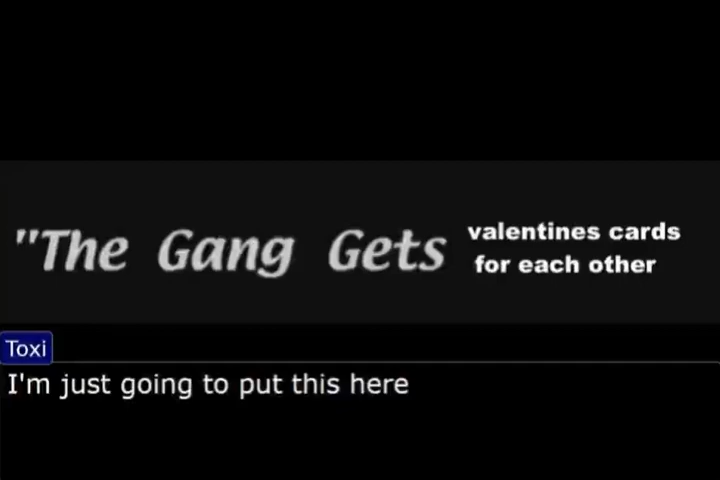 "The Gang Gets
valentines cards
for each other
Toxi
I'm just going to put this here